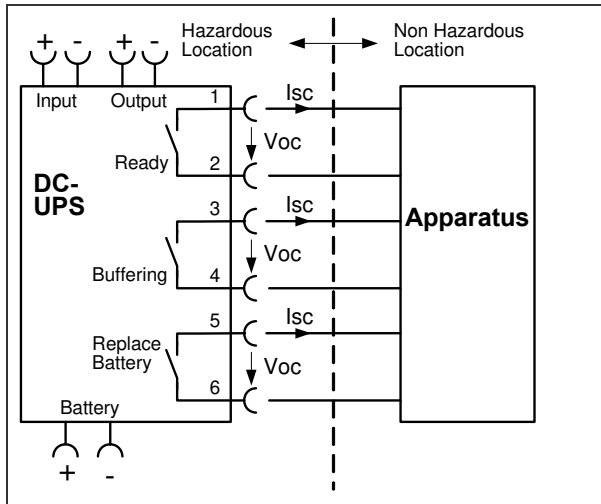 Hazardous
Location
Non Hazardous
Location
+ - + -
Input Output
1
Isc
Voc
Ready
2
DC-
UPS
3
Isc
Voc
Buffering
4
Apparatus
5
Isc
Replace
Battery
Voc
6
Battery
+ -